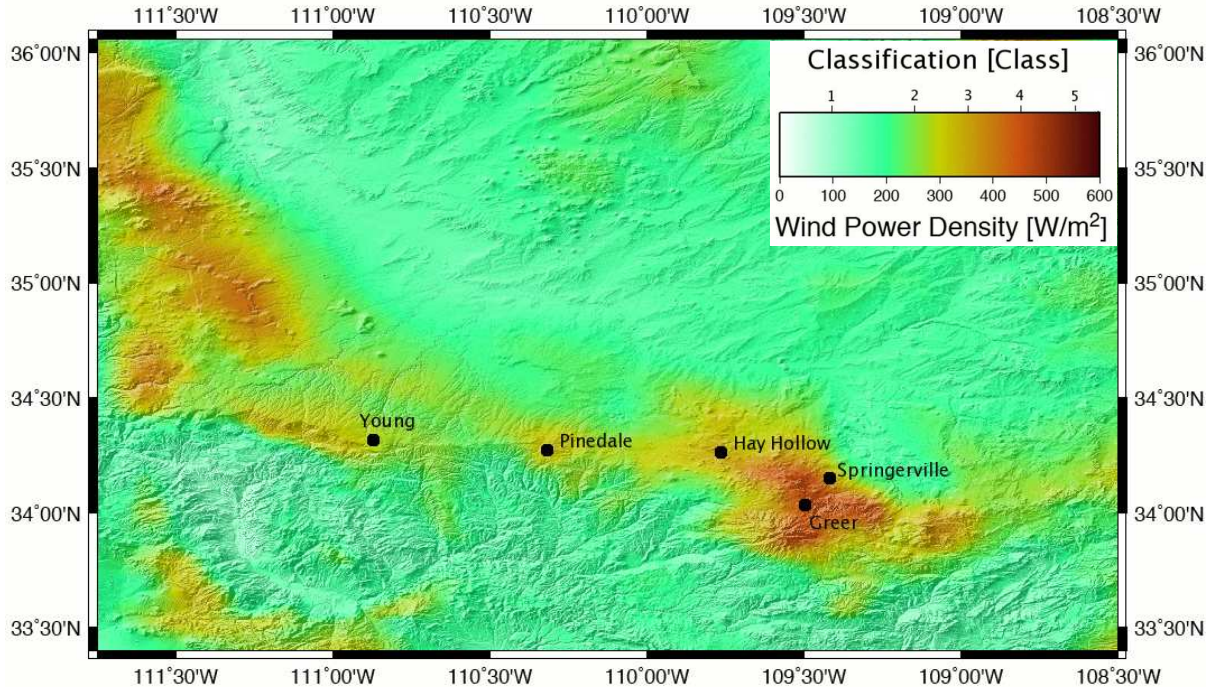 111˚30'W 111˚00'W 110˚30'W 110˚00'W 109˚30'W 109˚00'W 108˚30'W
36˚00'N 36˚00'N
Classification [Class]
1 2 3 4 5
0 100 200 300 400 500 600
Wind Power Density [W/m²]
35˚30'N 35˚30'N
35˚00'N 35˚00'N
34˚30'N 34˚30'N
Young
Pinedale
Hay Hollow
Springerville
Greer
34˚00'N 34˚00'N
33˚30'N 33˚30'N
111˚30'W 111˚00'W 110˚30'W 110˚00'W 109˚30'W 109˚00'W 108˚30'W